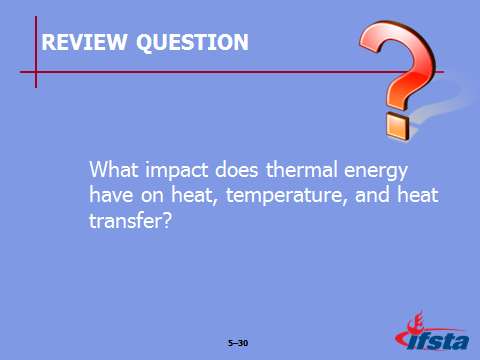 REVIEW QUESTION
What impact does thermal energy
have on heat, temperature, and heat
transfer?
5–30
ifsta